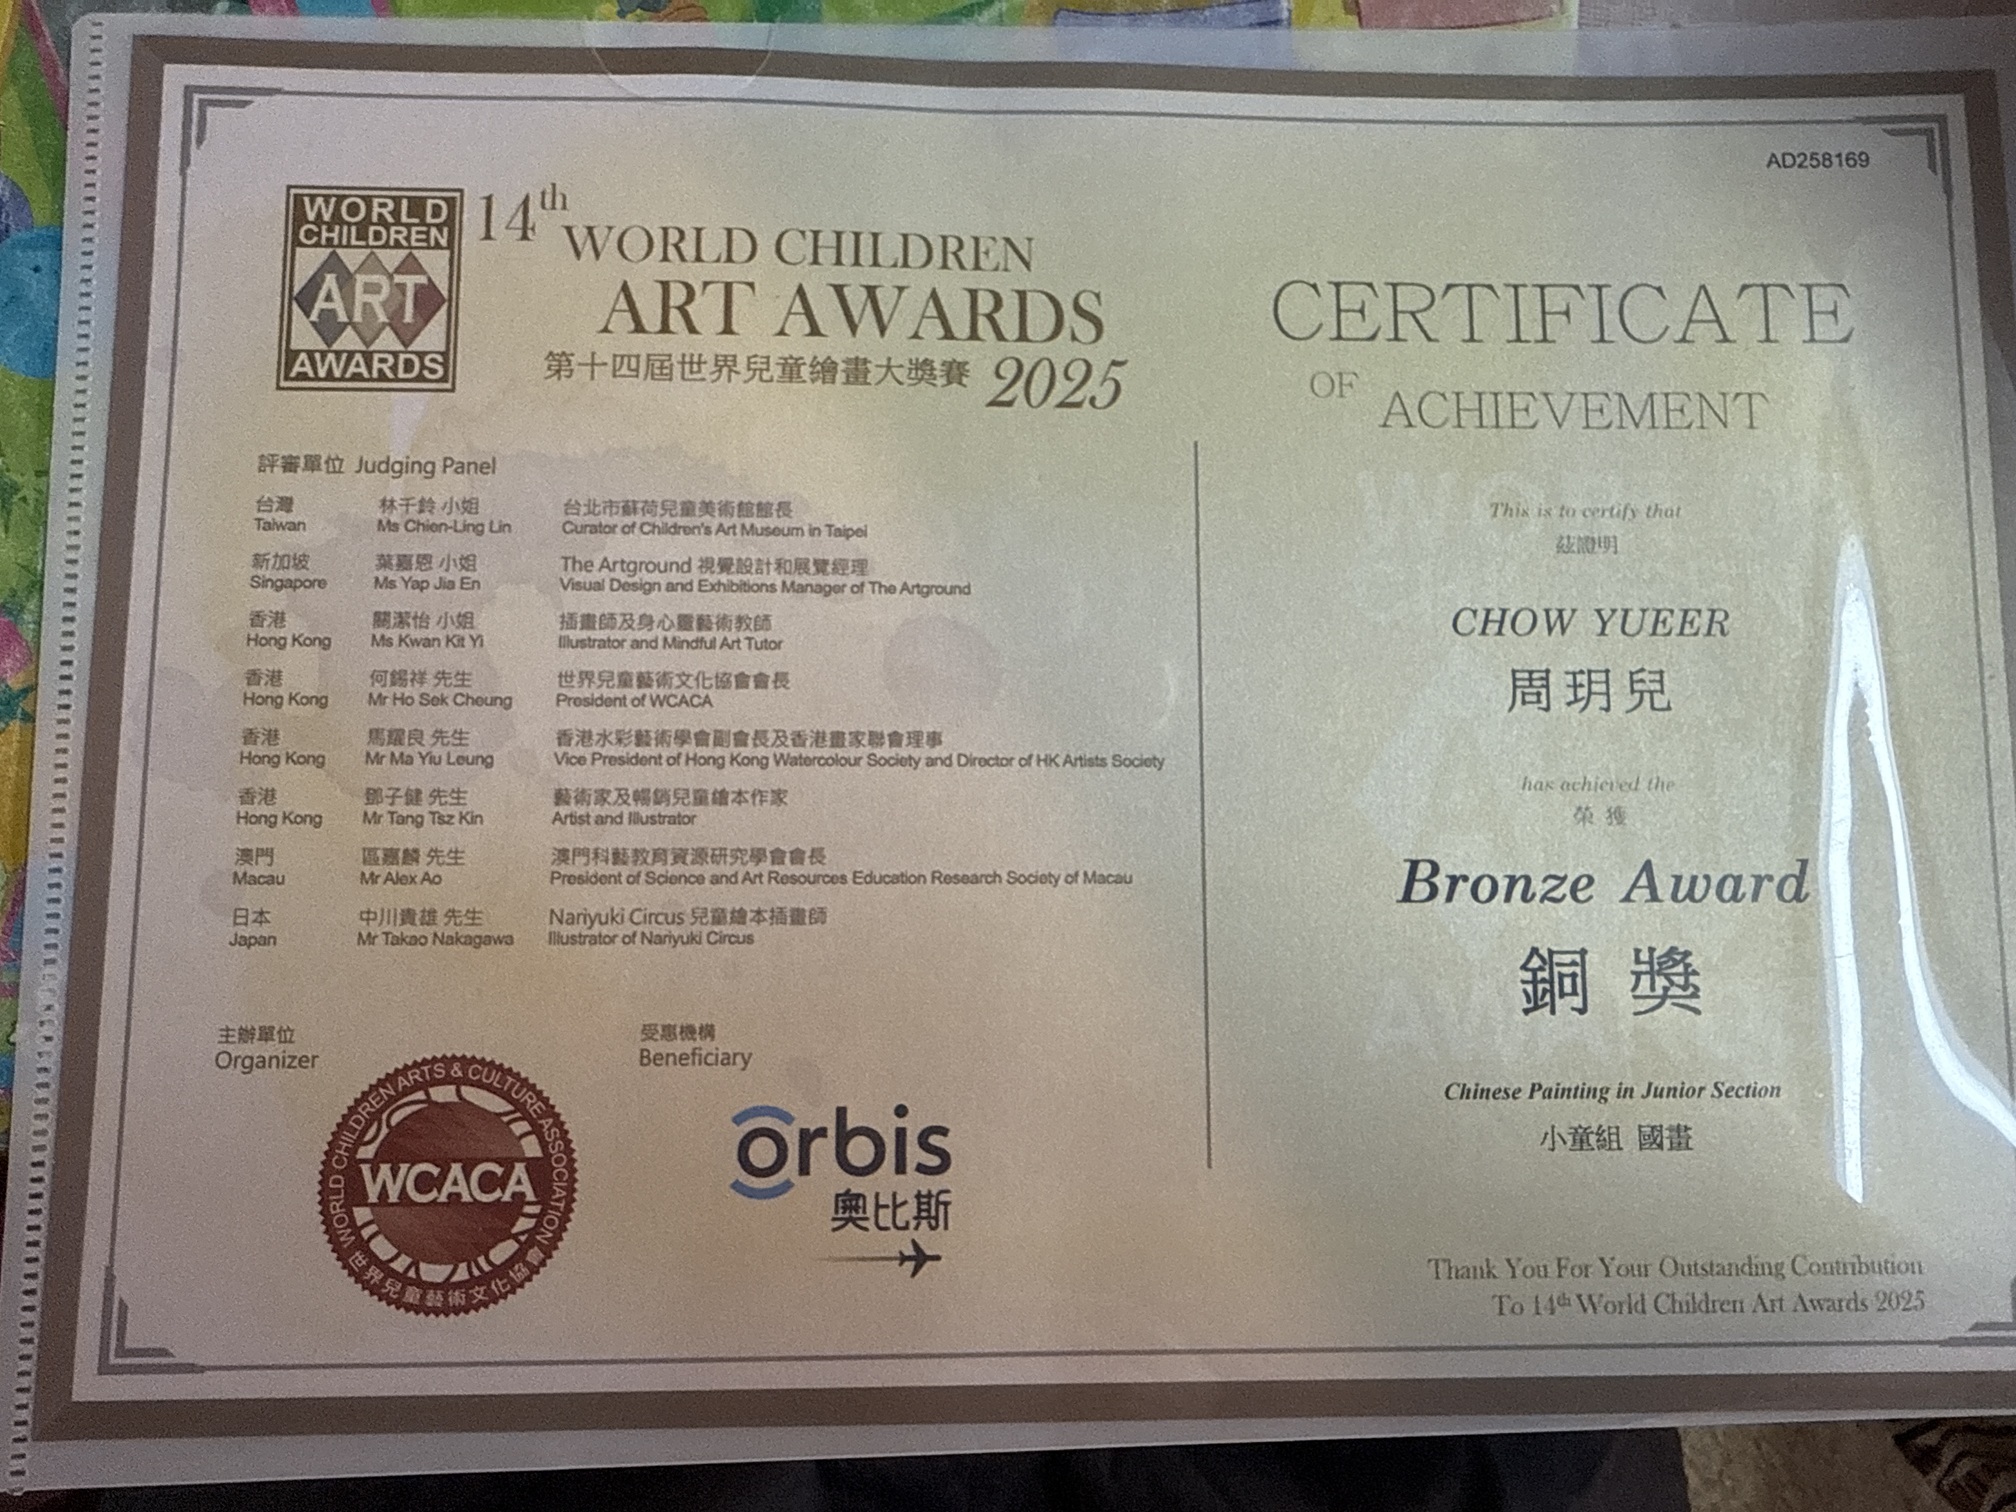 AD258169
WORLD
CHILDREN
ART
AWARDS
14th
WORLD CHILDREN
ART AWARDS
第十四屆世界兒童繪畫大獎賽 2025
評審單位 Judging Panel
台灣 林千鈴 小姐 台北市蘇荷兒童美術館館長
Taiwan Ms Chien-Ling Lin Curator of Children's Art Museum in Taipei
新加坡 葉嘉恩 小姐 The Artground 視覺設計和展覽經理
Singapore Ms Yap Jia En Visual Design and Exhibitions Manager of The Artground
香港 關潔怡 小姐 插畫師及身心靈藝術教師
Hong Kong Ms Kwan Kit Yi Illustrator and Mindful Art Tutor
香港 何錫祥 先生 世界兒童藝術文化協會會長
Hong Kong Mr Ho Sek Cheung President of WCACA
香港 馬耀良 先生 香港水彩藝術學會副會長及香港畫家聯會理事
Hong Kong Mr Ma Yiu Leung Vice President of Hong Kong Watercolour Society and Director of HK Artists Society
香港 鄧子健 先生 藝術家及暢銷兒童繪本作家
Hong Kong Mr Tang Tsz Kin Artist and Illustrator
澳門 區嘉麟 先生 澳門科藝教育資源研究學會會長
Macau Mr Alex Ao President of Science and Art Resources Education Research Society of Macau
日本 中川貴雄 先生 Nariyuki Circus 兒童繪本插畫師
Japan Mr Takao Nakagawa Illustrator of Nariyuki Circus
主辦單位
Organizer
WORLD CHILDREN ARTS & CULTURE ASSOCIATION
WCACA
世界兒童藝術文化協會
受惠機構
Beneficiary
orbis
奧比斯
CERTIFICATE
OF ACHIEVEMENT
This is to certify that
茲證明
CHOW YUEER
周玥兒
has achieved the
榮獲
Bronze Award
銅獎
Chinese Painting in Junior Section
小童組 國畫
Thank You For Your Outstanding Contribution
To 14th World Children Art Awards 2025